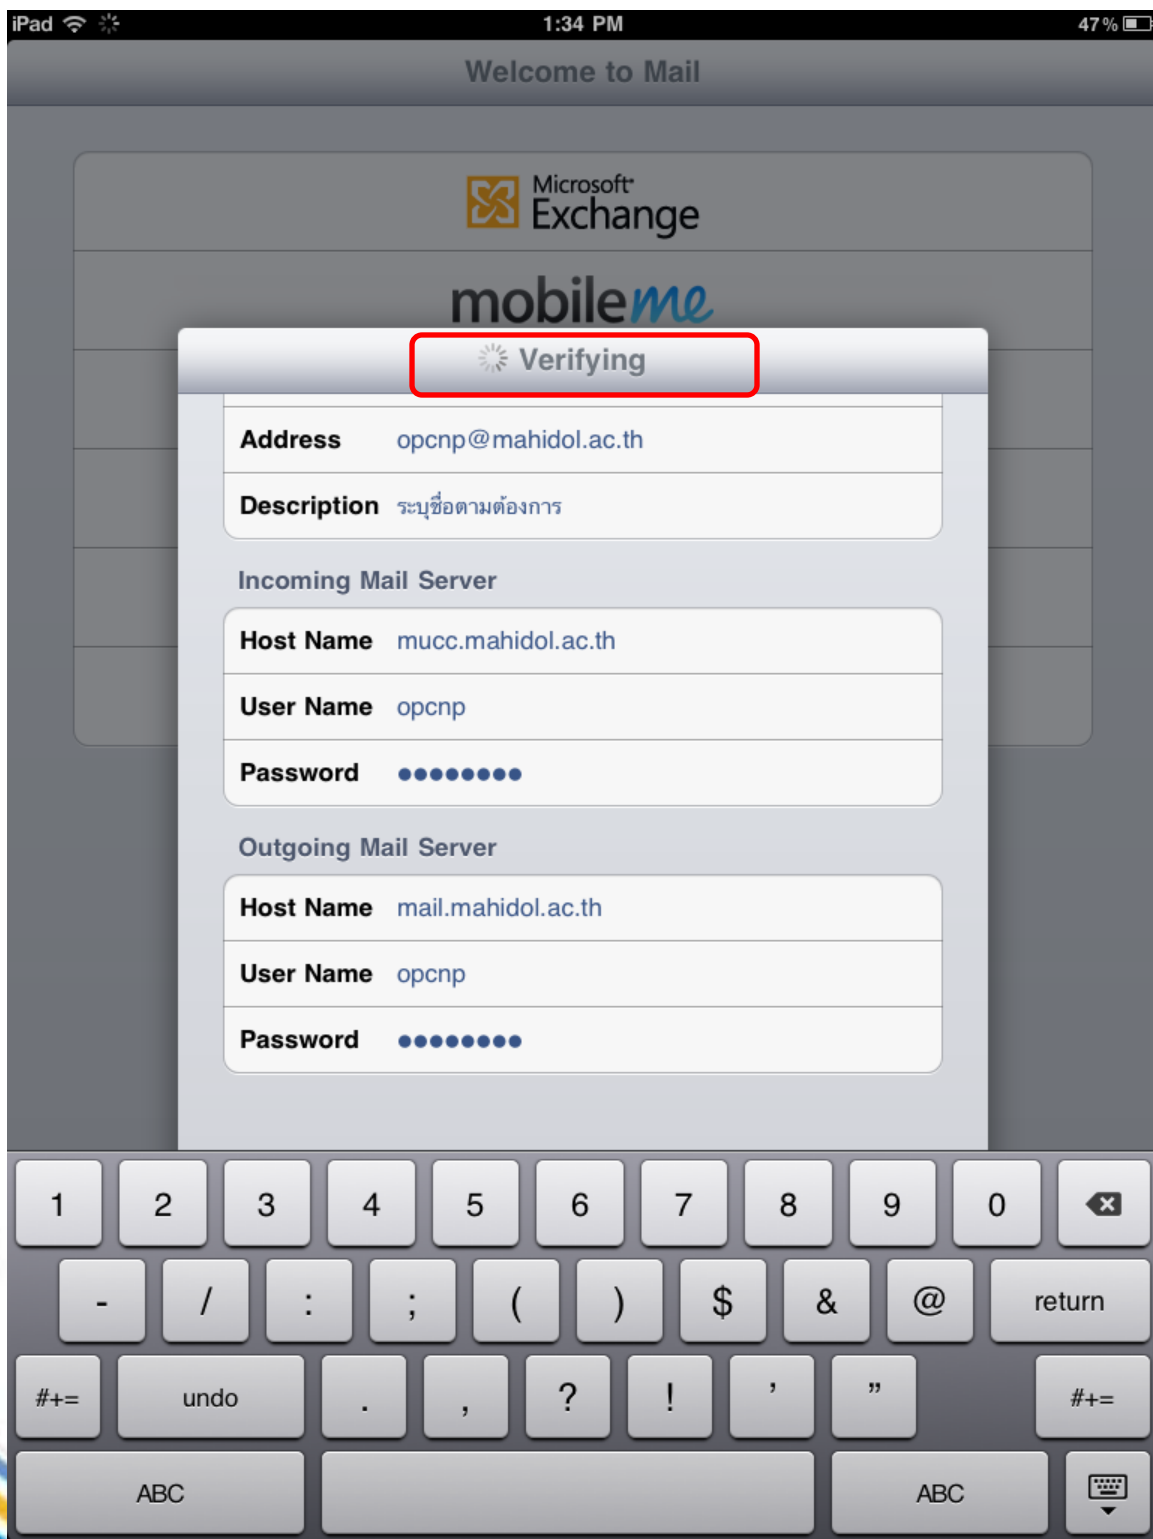 iPad 1:34 PM 47%
Welcome to Mail
Microsoft
Exchange
mobileme
Verifying
Address opcnp@mahidol.ac.th
Description ระบุชื่อตามต้องการ
Incoming Mail Server
Host Name mucc.mahidol.ac.th
User Name opcnp
Password ●●●●●●●●
Outgoing Mail Server
Host Name mail.mahidol.ac.th
User Name opcnp
Password ●●●●●●●●
1 2 3 4 5 6 7 8 9 0
- / : ; ( ) $ & @ return
#+= undo . , ? ! ’ ” #+=
ABC ABC